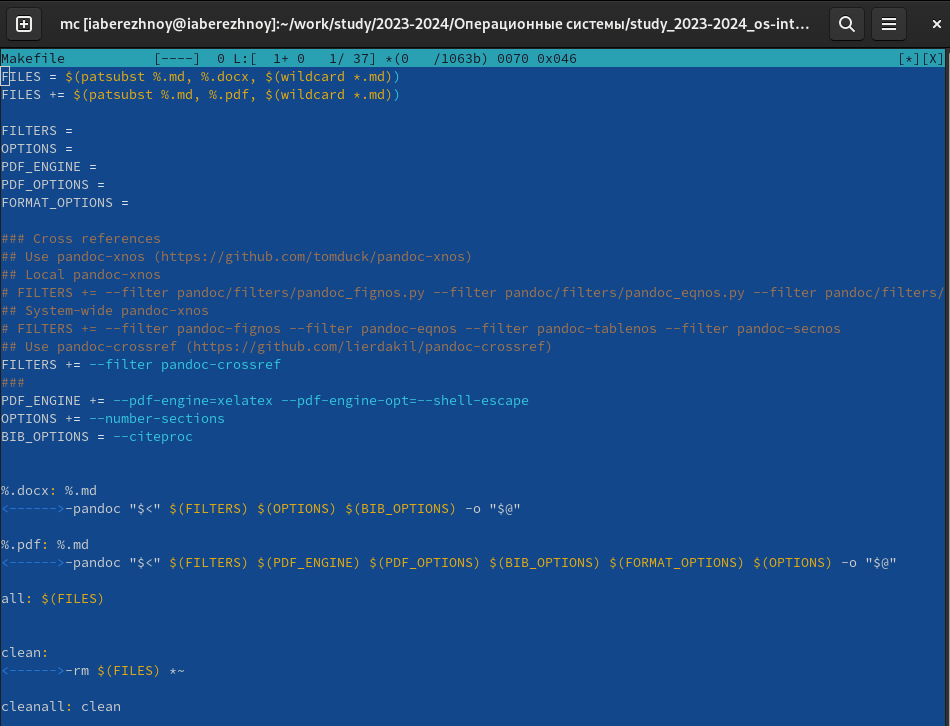 mc [iaberezhnoy@iaberezhnoy]:~/work/study/2023-2024/Операционные системы/study_2023-2024_os-int…
Makefile [----] 0 L:[ 1+ 0 1/ 37] *(0 /1063b) 0070 0x046 [*][X]
FILES = $(patsubst %.md, %.docx, $(wildcard *.md))
FILES += $(patsubst %.md, %.pdf, $(wildcard *.md))
FILTERS =
OPTIONS =
PDF_ENGINE =
PDF_OPTIONS =
FORMAT_OPTIONS =
### Cross references
## Use pandoc-xnos (https://github.com/tomduck/pandoc-xnos)
## Local pandoc-xnos
# FILTERS += --filter pandoc/filters/pandoc_fignos.py --filter pandoc/filters/pandoc_eqnos.py --filter pandoc/filters/
## System-wide pandoc-xnos
# FILTERS += --filter pandoc-fignos --filter pandoc-eqnos --filter pandoc-tablenos --filter pandoc-secnos
## Use pandoc-crossref (https://github.com/lierdakil/pandoc-crossref)
FILTERS += --filter pandoc-crossref
###
PDF_ENGINE += --pdf-engine=xelatex --pdf-engine-opt=--shell-escape
OPTIONS += --number-sections
BIB_OPTIONS = --citeproc
%.docx: %.md
<------>-pandoc "$<" $(FILTERS) $(OPTIONS) $(BIB_OPTIONS) -o "$@"
%.pdf: %.md
<------>-pandoc "$<" $(FILTERS) $(PDF_ENGINE) $(PDF_OPTIONS) $(BIB_OPTIONS) $(FORMAT_OPTIONS) $(OPTIONS) -o "$@"
all: $(FILES)
clean:
<------>-rm $(FILES) *~
cleanall: clean